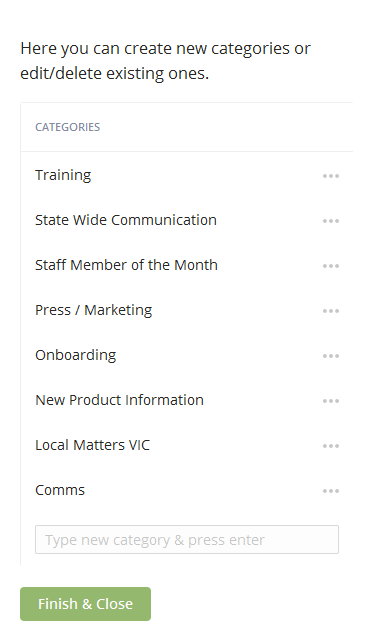 Here you can create new categories or
edit/delete existing ones.
CATEGORIES
Training
State Wide Communication
Staff Member of the Month
Press / Marketing
Onboarding
New Product Information
Local Matters VIC
Comms
Type new category & press enter
Finish & Close